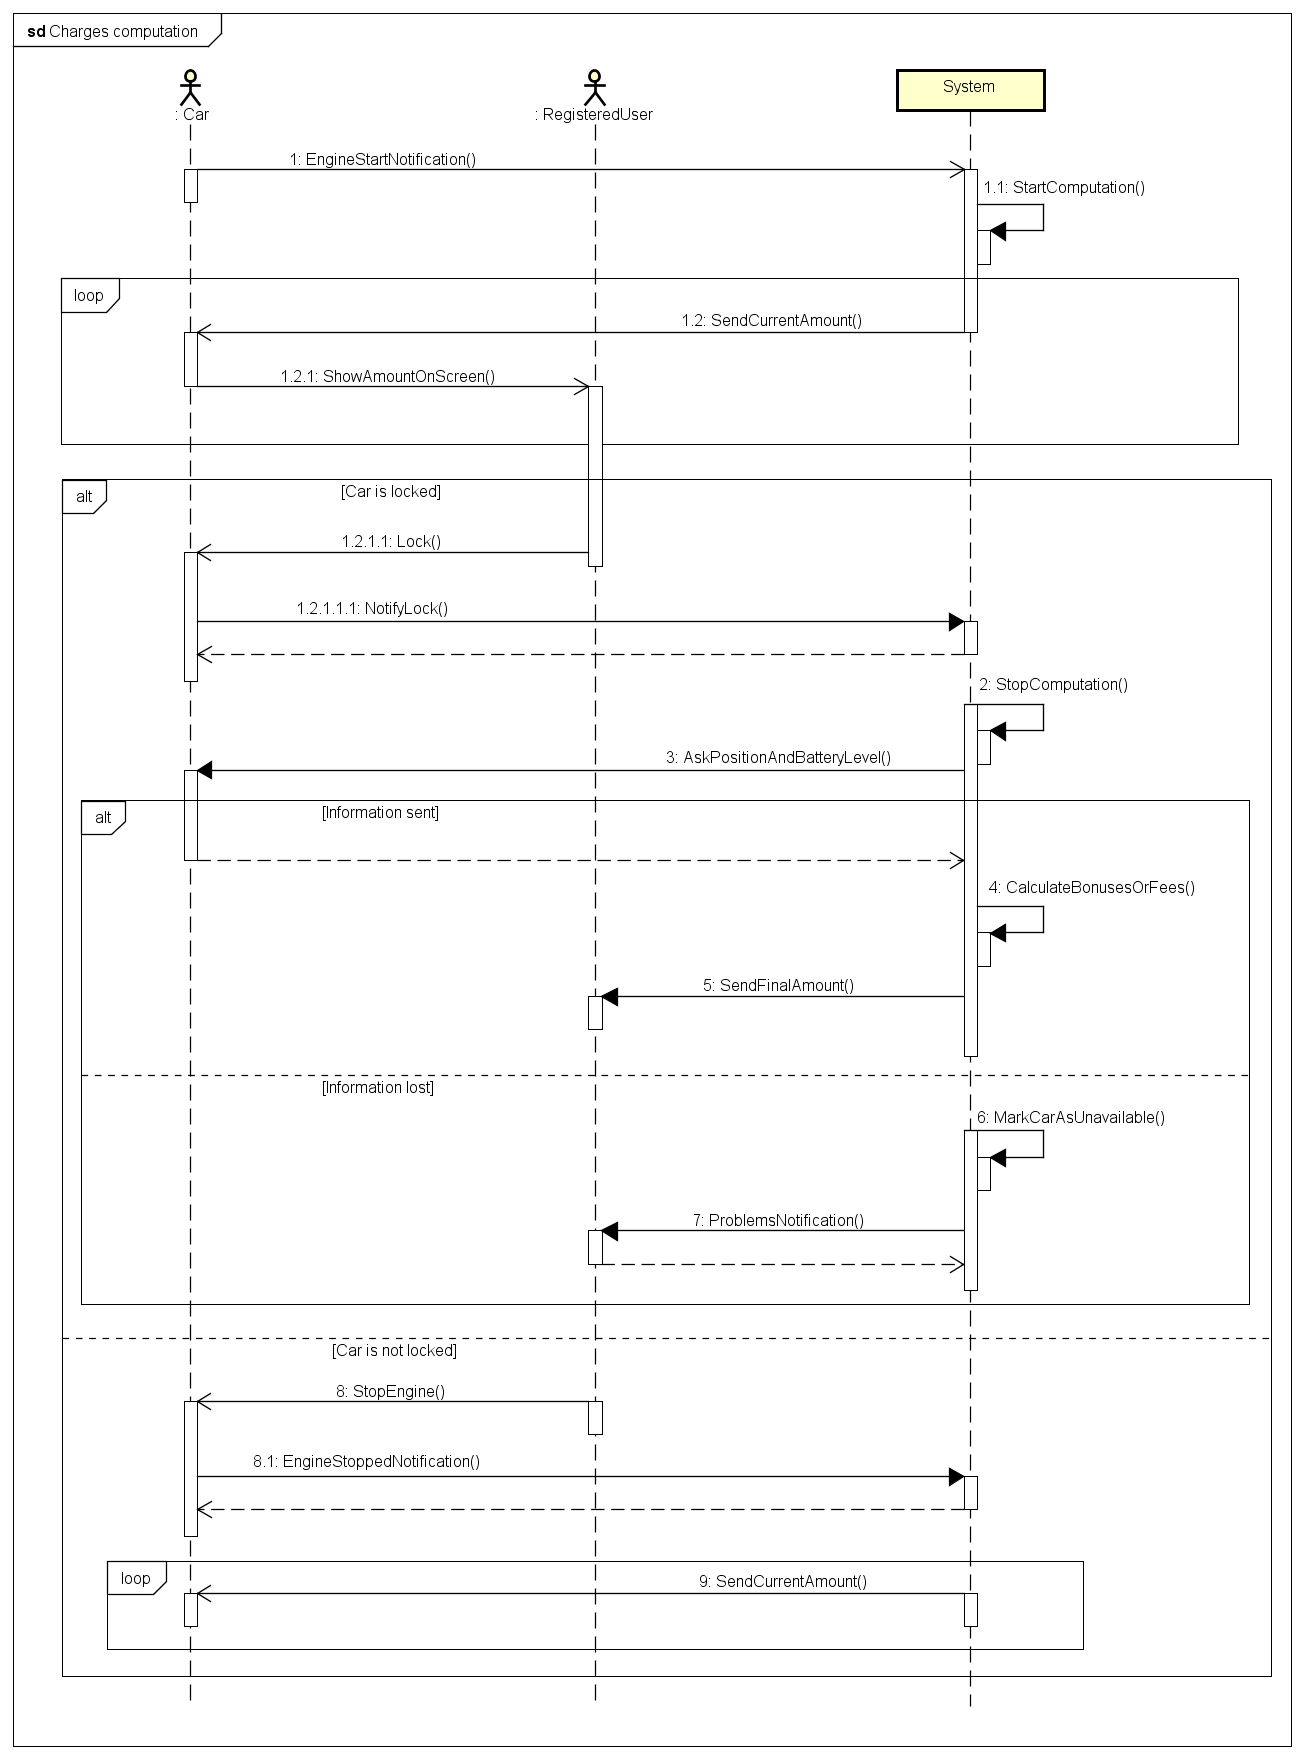 sd Charges computation
: Car
: RegisteredUser
System
1: EngineStartNotification()
1.1: StartComputation()
loop
1.2: SendCurrentAmount()
1.2.1: ShowAmountOnScreen()
alt
[Car is locked]
1.2.1.1: Lock()
1.2.1.1.1: NotifyLock()
2: StopComputation()
3: AskPositionAndBatteryLevel()
alt
[Information sent]
4: CalculateBonusesOrFees()
5: SendFinalAmount()
[Information lost]
6: MarkCarAsUnavailable()
7: ProblemsNotification()
[Car is not locked]
8: StopEngine()
8.1: EngineStoppedNotification()
loop
9: SendCurrentAmount()